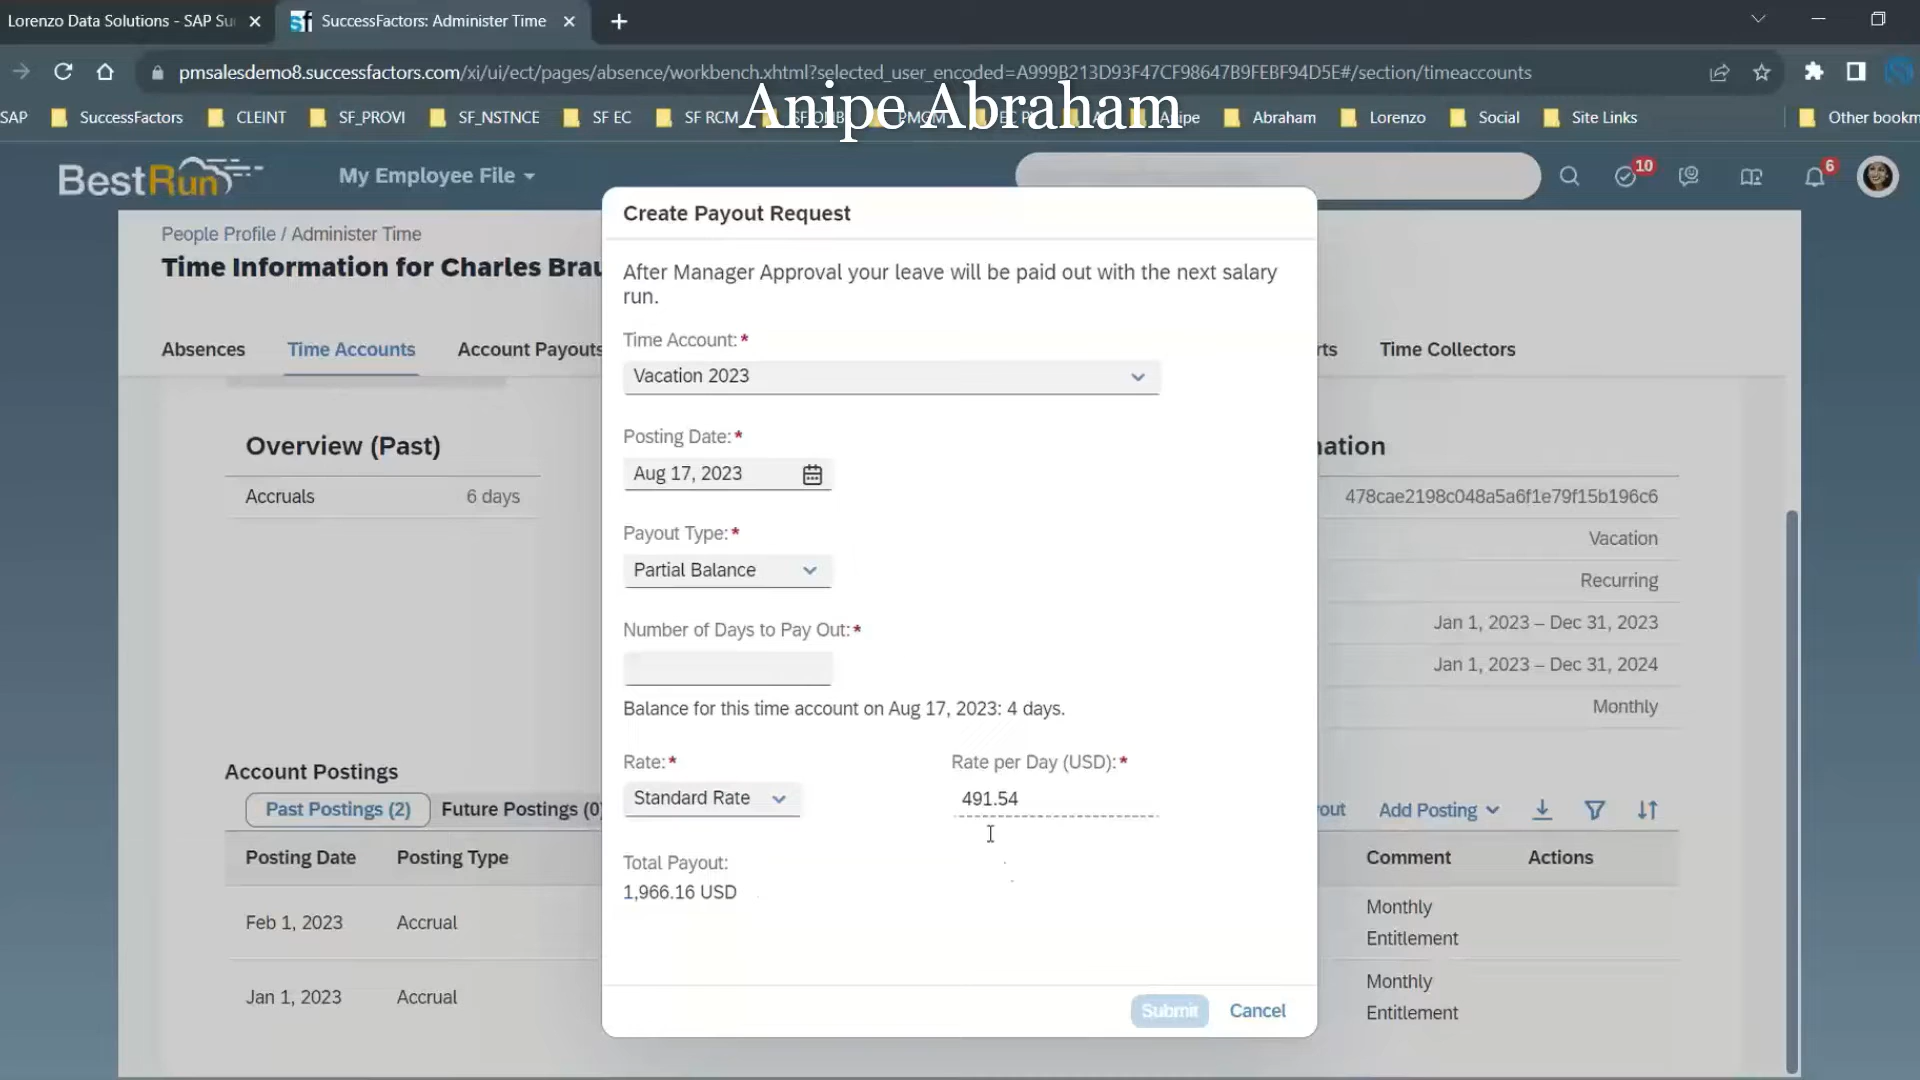 Lorenzo Data Solutions - SAP Su
SuccessFactors: Administer Time
pmsalesdemo8.successfactors.com/xi/ui/ect/pages/absence/workbench.xhtml?selected_user_encoded=A999B213D93F47CF98647B9FEBF94D5E#/section/timeaccounts
Anipe Abraham
SAP SuccessFactors CLEINT SF_PROVI SF_NSTNCE SF EC SF RCM PMGM Anipe Abraham Lorenzo Social Site Links Other bookm
BestRun My Employee File 10 6
People Profile / Administer Time
Time Information for Charles Brau
Absences Time Accounts Account Payouts rts Time Collectors
Overview (Past)
Accruals 6 days
mation
478cae2198c048a5a6f1e79f15b196c6
Vacation
Recurring
Jan 1, 2023 – Dec 31, 2023
Jan 1, 2023 – Dec 31, 2024
Monthly
Account Postings
Past Postings (2) Future Postings (0) out Add Posting
Posting Date Posting Type Comment Actions
Feb 1, 2023 Accrual Monthly
Entitlement
Jan 1, 2023 Accrual Monthly
Entitlement
Create Payout Request
After Manager Approval your leave will be paid out with the next salary
run.
Time Account:*
Vacation 2023
Posting Date:*
Aug 17, 2023
Payout Type:*
Partial Balance
Number of Days to Pay Out:*
Balance for this time account on Aug 17, 2023: 4 days.
Rate:* Rate per Day (USD):*
Standard Rate 491.54
Total Payout:
1,966.16 USD
Submit Cancel